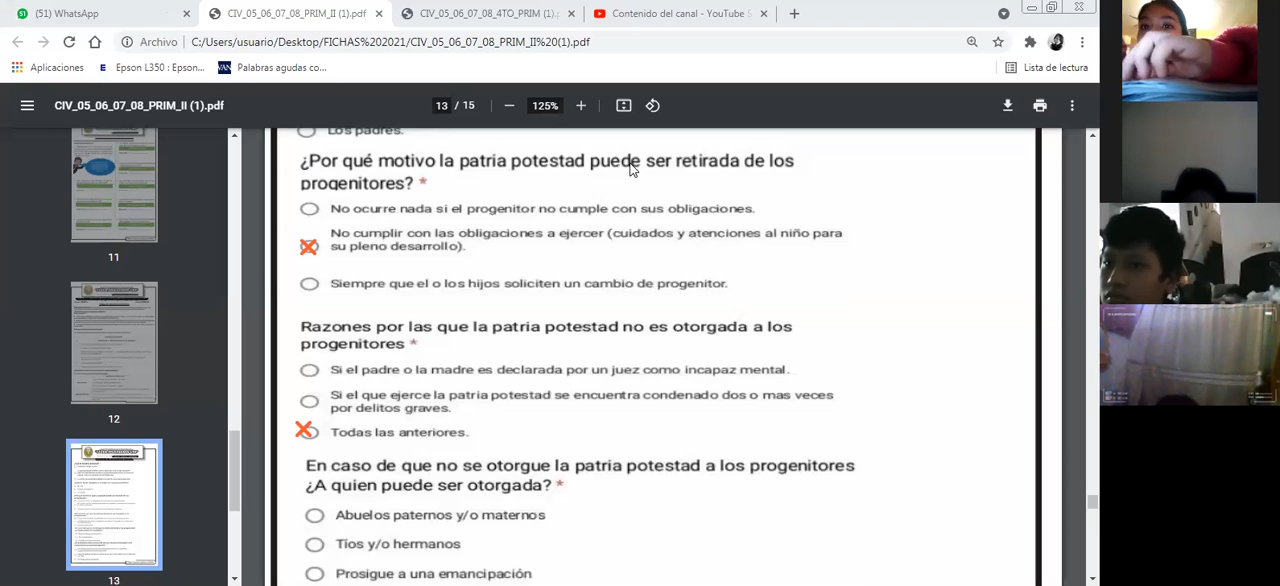 (51) WhatsApp
CIV_05_06_07_08_PRIM_II (1).pdf
CIV_05_06_07_08_4TO_PRIM (1).p
Contenido del canal - YouTube S
Archivo C:/Users/usuario/Desktop/FICHAS%202021/CIV_05_06_07_08_PRIM_II%20(1).pdf
Aplicaciones
Epson L350 : Epson...
Palabras agudas co...
Lista de lectura
CIV_05_06_07_08_PRIM_II (1).pdf
13 / 15
125%
11
12
13
Los padres.
¿Por qué motivo la patria potestad puede ser retirada de los
progenitores? *
No ocurre nada si el progenitor no cumple con sus obligaciones.
No cumplir con las obligaciones a ejercer (cuidados y atenciones al niño para
su pleno desarrollo).
Siempre que el o los hijos soliciten un cambio de progenitor.
Razones por las que la patria potestad no es otorgada a los
progenitores *
Si el padre o la madre es declarada por un juez como incapaz mental.
Si el que ejerce la patria potestad se encuentra condenado dos o mas veces
por delitos graves.
Todas las anteriores.
En caso de que no se otorgue la patria potestad a los progenitores
¿A quien puede ser otorgada? *
Abuelos paternos y/o maternos
Tios y/o hermanos
Prosigue a una emancipación